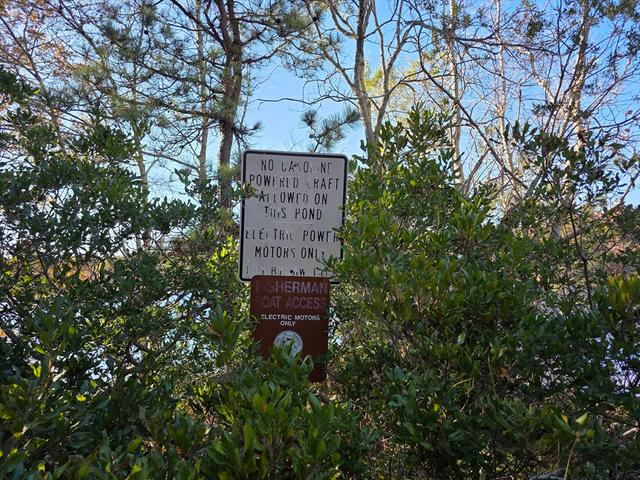 NO GASOLINE
POWERED CRAFT
ALLOWED ON
THIS POND
ELECTRIC POWER
MOTORS ONLY
FISHERMAN
BOAT ACCESS
ELECTRIC MOTORS
ONLY